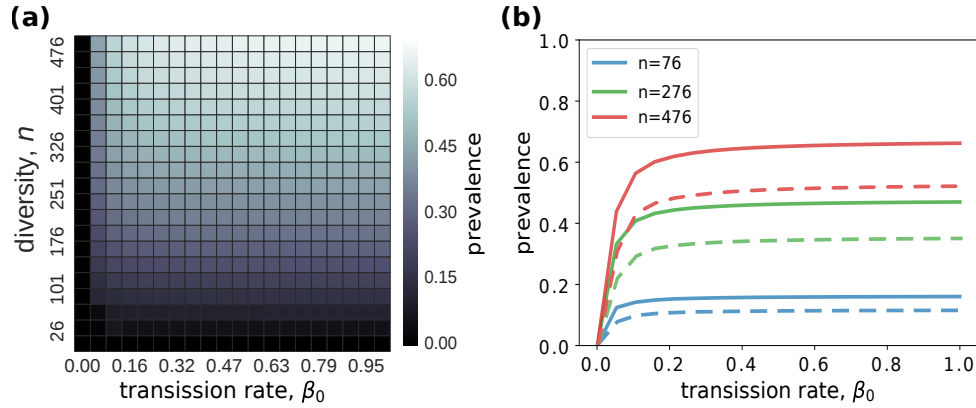 (a)
diversity, n
476
401
326
251
176
101
26
0.00 0.16 0.32 0.47 0.63 0.79 0.95
transission rate, β0
0.60
0.45
0.30
0.15
0.00
prevalence
(b)
prevalence
1.0
0.8
0.6
0.4
0.2
0.0
n=76
n=276
n=476
0.0 0.2 0.4 0.6 0.8 1.0
transission rate, β0